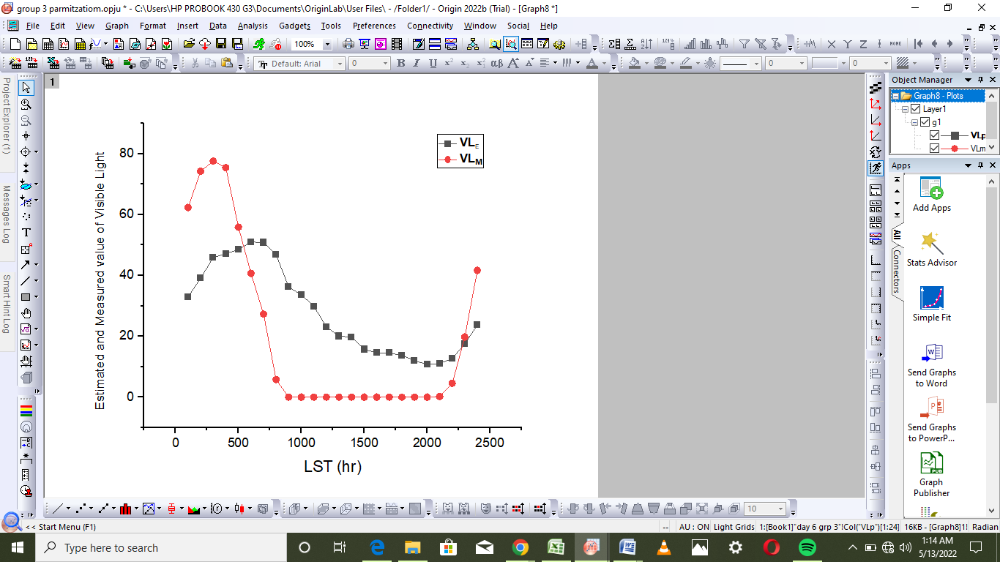 group 3 parmitzatiom.opju * - C:\Users\HP PROBOOK 430 G3\Documents\OriginLab\User Files\ - /Folder1/ - Origin 2022b (Trial) - [Graph8 *]
File Edit View Graph Format Insert Data Analysis Gadgets Tools Preferences Connectivity Window Social Help
100%
X Y Z HOME
Default: Arial 0 B I U x² x₂ αβ A A 0 0
Project Explorer (1)
Messages Log
Smart Hint Log
1
Estimated and Measured value of Visible Light
80
60
40
20
0
0 500 1000 1500 2000 2500
LST (hr)
VLE
VLM
Object Manager
Graph8 - Plots
Layer1
g1
VLp
VLm
Apps
All
Connectors
Add Apps
Stats Advisor
Simple Fit
Send Graphs
to Word
Send Graphs
to PowerP...
Graph
Publisher
10
<< Start Menu (F1)
-- AU : ON Light Grids 1:[Book1]"day 6 grp 3"!Col("VLp")[1:24] 16KB - [Graph8]1! Radian
Type here to search
1:14 AM
5/13/2022